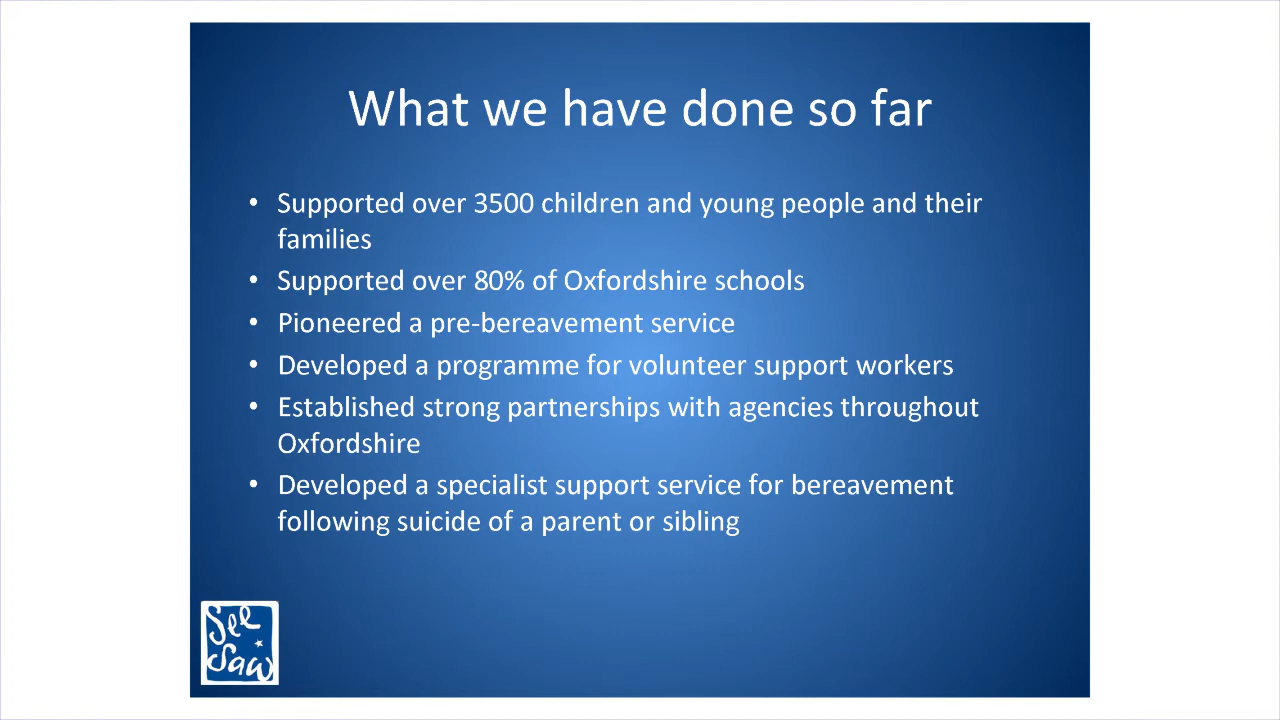 What we have done so far
• Supported over 3500 children and young people and their
families
• Supported over 80% of Oxfordshire schools
• Pioneered a pre-bereavement service
• Developed a programme for volunteer support workers
• Established strong partnerships with agencies throughout
Oxfordshire
• Developed a specialist support service for bereavement
following suicide of a parent or sibling
See
Saw